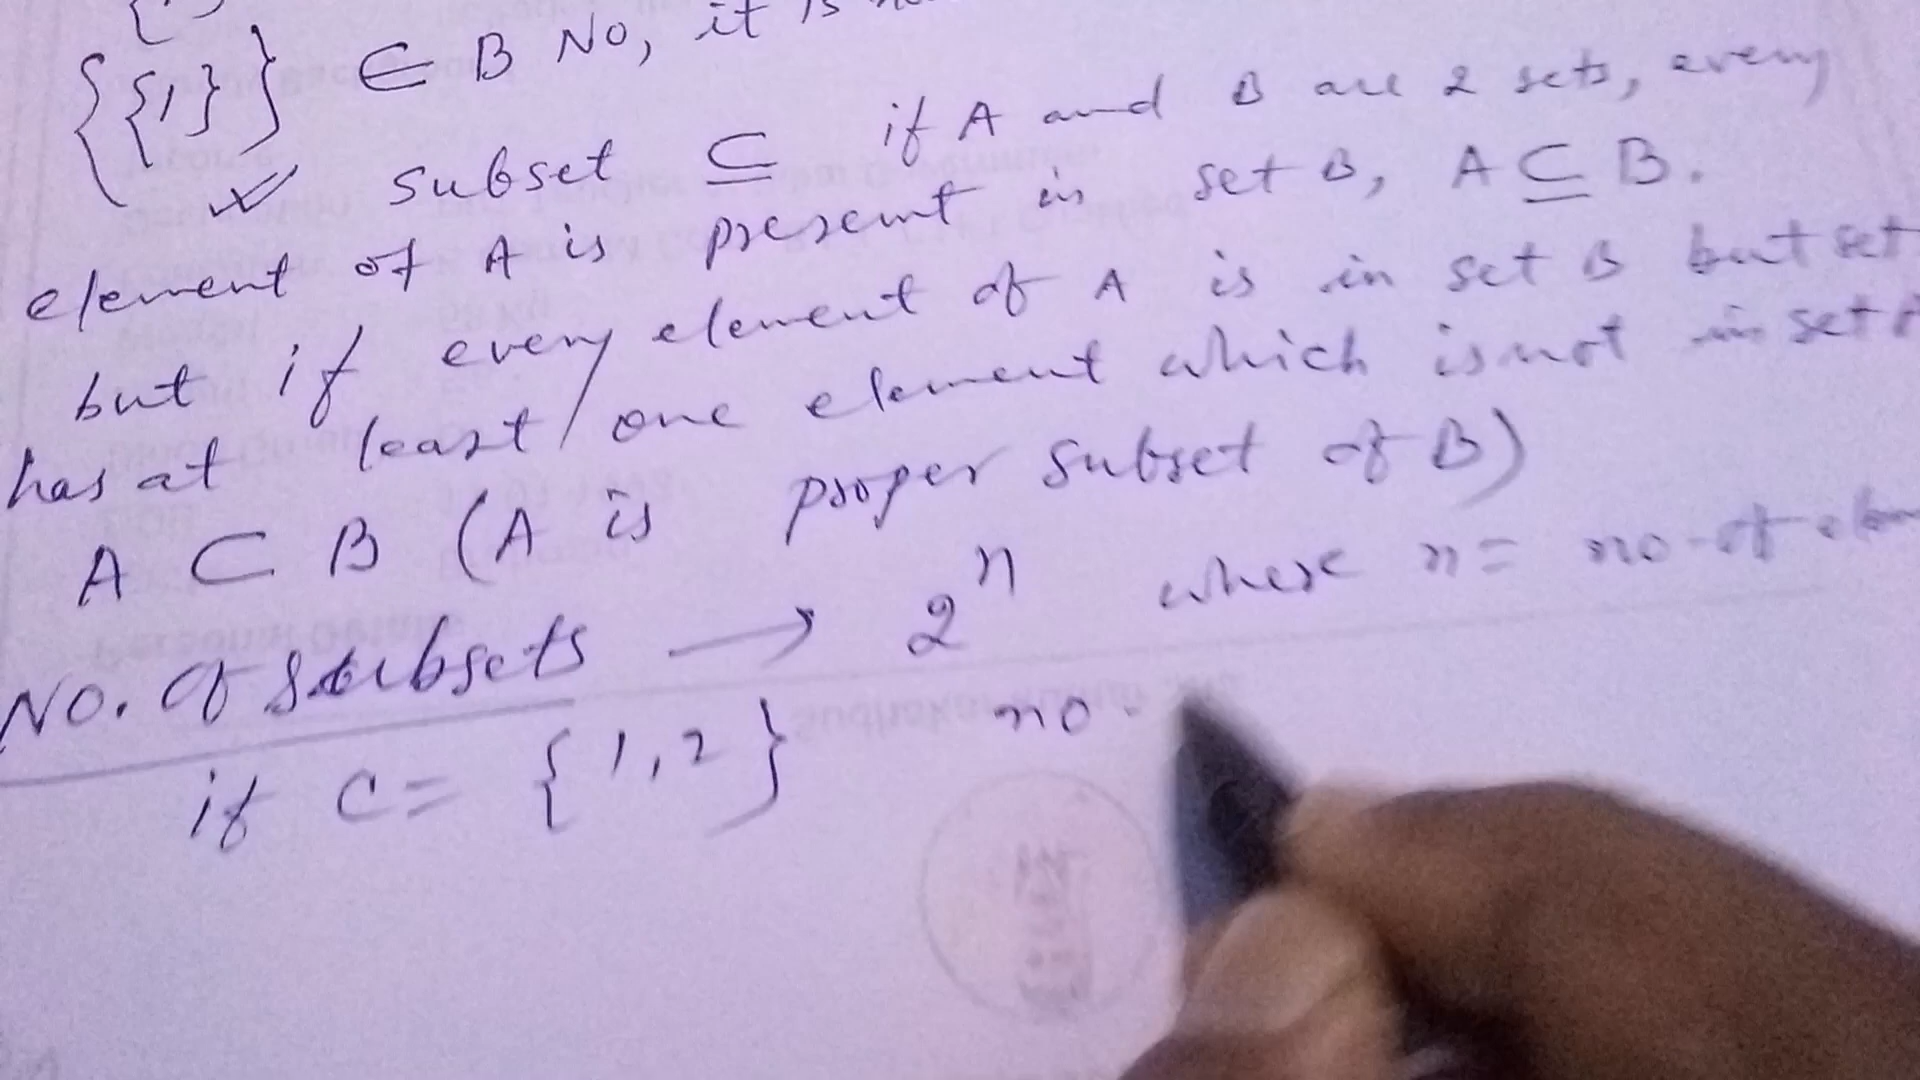 {{1}} ∈ B NO, it is
subset ⊆ if A and B are 2 sets, every
element of A is present in set B, A ⊆ B.
but if every element of A is in set B but set
has at least one element which is not in set
A ⊂ B (A is proper subset of B)
No. of subsets → 2^n where n = no. of
if C = {1,2} no.